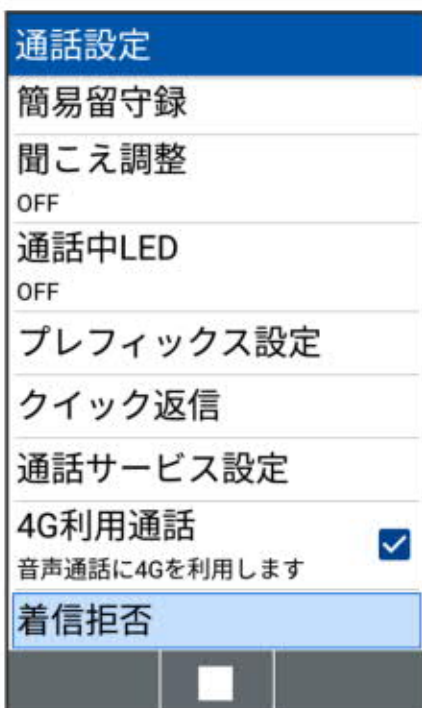 通話設定
簡易留守録
聞こえ調整
OFF
通話中LED
OFF
プレフィックス設定
クイック返信
通話サービス設定
4G利用通話
音声通話に4Gを利用します
着信拒否